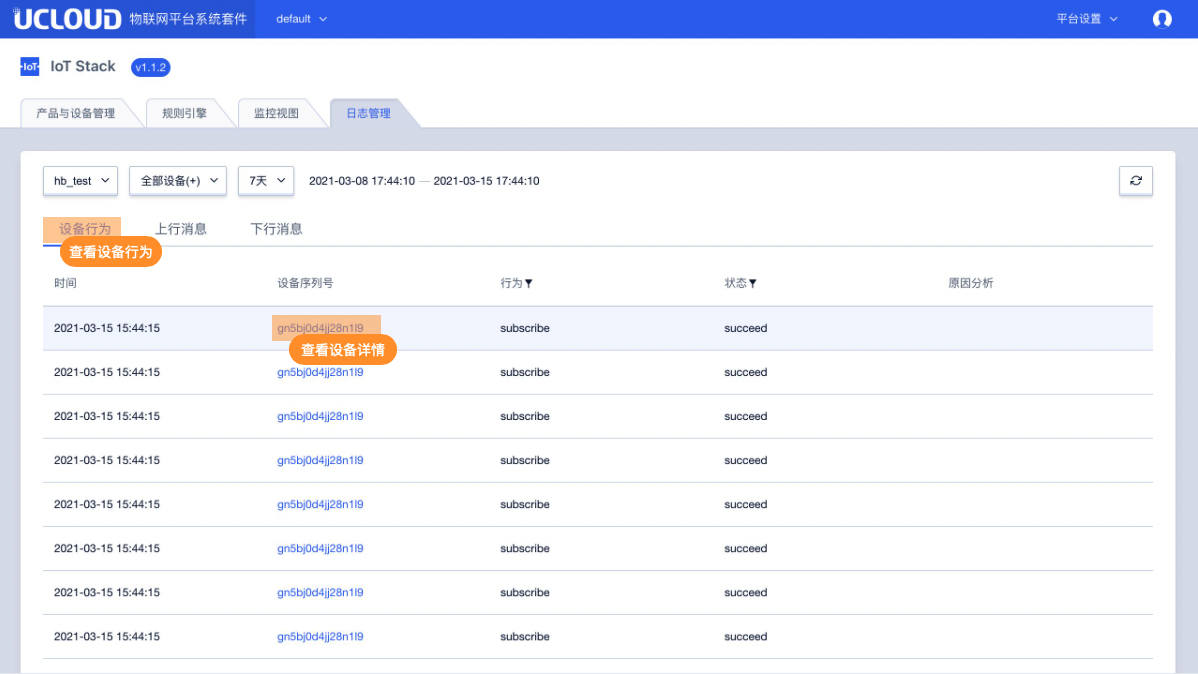 UCLOUD 物联网平台系统套件 default 平台设置
IoT IoT Stack v1.1.2
产品与设备管理 规则引擎 监控视图 日志管理
hb_test 全部设备(+) 7天 2021-03-08 17:44:10 — 2021-03-15 17:44:10
设备行为 上行消息 下行消息
查看设备行为
时间 设备序列号 行为 状态 原因分析
2021-03-15 15:44:15 gn5bj0d4jj28n1l9 subscribe succeed
查看设备详情
2021-03-15 15:44:15 gn5bj0d4jj28n1l9 subscribe succeed
2021-03-15 15:44:15 gn5bj0d4jj28n1l9 subscribe succeed
2021-03-15 15:44:15 gn5bj0d4jj28n1l9 subscribe succeed
2021-03-15 15:44:15 gn5bj0d4jj28n1l9 subscribe succeed
2021-03-15 15:44:15 gn5bj0d4jj28n1l9 subscribe succeed
2021-03-15 15:44:15 gn5bj0d4jj28n1l9 subscribe succeed
2021-03-15 15:44:15 gn5bj0d4jj28n1l9 subscribe succeed